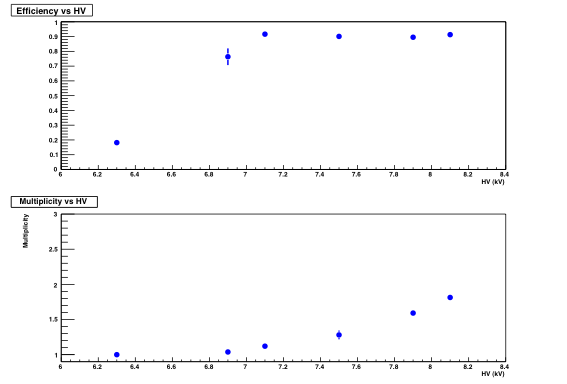 Efficiency vs HV
1
0.9
0.8
0.7
0.6
0.5
0.4
0.3
0.2
0.1
0
6 6.2 6.4 6.6 6.8 7 7.2 7.4 7.6 7.8 8 8.2 8.4
HV (kV)
Multiplicity vs HV
Multiplicity
3
2.5
2
1.5
1
6 6.2 6.4 6.6 6.8 7 7.2 7.4 7.6 7.8 8 8.2 8.4
HV (kV)